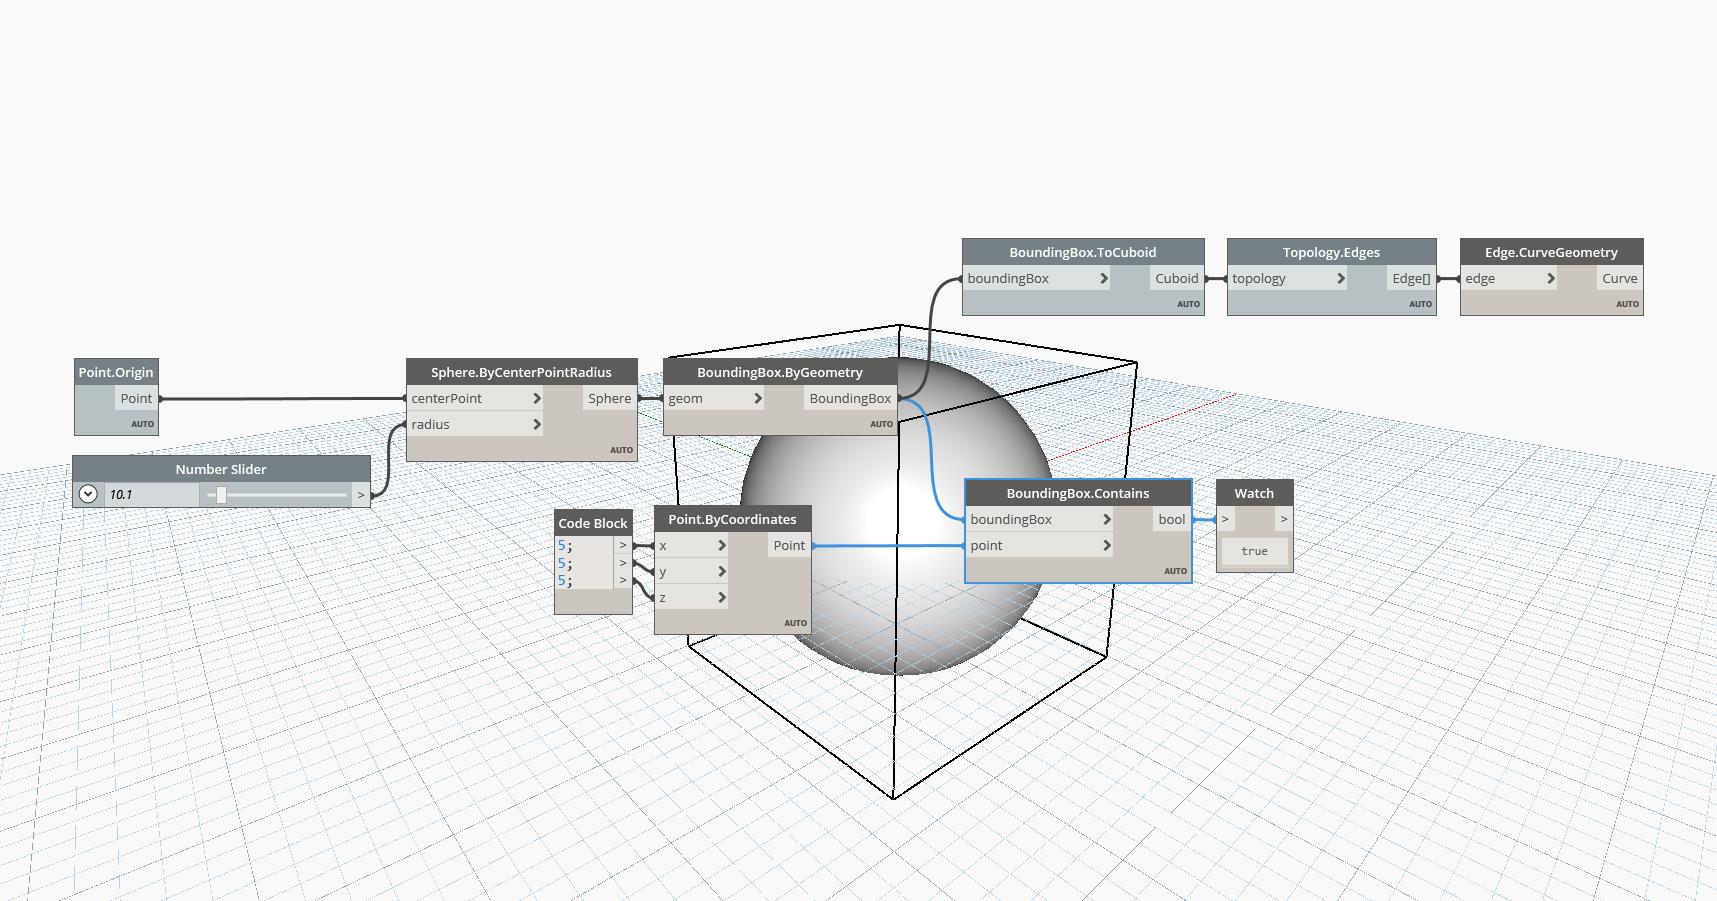 BoundingBox.ToCuboid
boundingBox > Cuboid
AUTO
Topology.Edges
topology > Edge[]
AUTO
Edge.CurveGeometry
edge > Curve
AUTO
Point.Origin
Point
AUTO
Number Slider
10.1 >
Sphere.ByCenterPointRadius
centerPoint > Sphere
radius >
AUTO
BoundingBox.ByGeometry
geom > BoundingBox
AUTO
Code Block
5; >
5; >
5; >
Point.ByCoordinates
x > Point
y >
z >
AUTO
BoundingBox.Contains
boundingBox > bool
point >
AUTO
Watch
> >
true